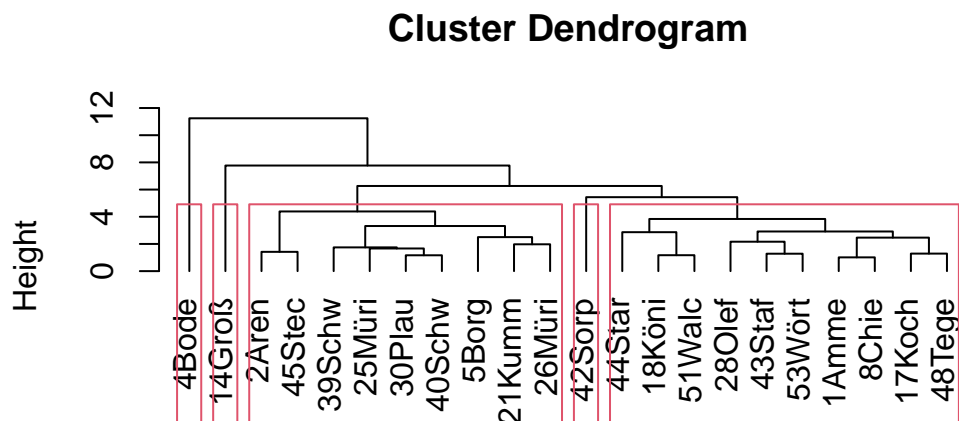 Cluster Dendrogram
Height
12
8
4
0
4Bode
14Groß
2Aren
45Stec
39Schw
25Müri
30Plau
40Schw
5Borg
21Kumm
26Müri
42Sorp
44Star
18Köni
51Walc
28Olef
43Staf
53Wört
1Amme
8Chie
17Koch
48Tege